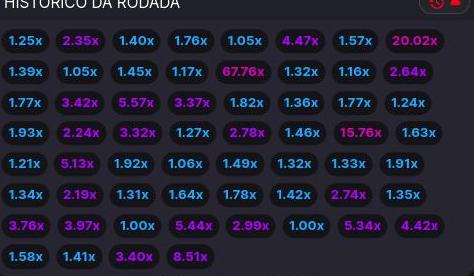 HISTÓRICO DA RODADA
1.25x 2.35x 1.40x 1.76x 1.05x 4.47x 1.57x 20.02x
1.39x 1.05x 1.45x 1.17x 67.76x 1.32x 1.16x 2.64x
1.77x 3.42x 5.57x 3.37x 1.82x 1.36x 1.77x 1.24x
1.93x 2.24x 3.32x 1.27x 2.78x 1.46x 15.76x 1.63x
1.21x 5.13x 1.92x 1.06x 1.49x 1.32x 1.33x 1.91x
1.34x 2.19x 1.31x 1.64x 1.78x 1.42x 2.74x 1.35x
3.76x 3.97x 1.00x 5.44x 2.99x 1.00x 5.34x 4.42x
1.58x 1.41x 3.40x 8.51x